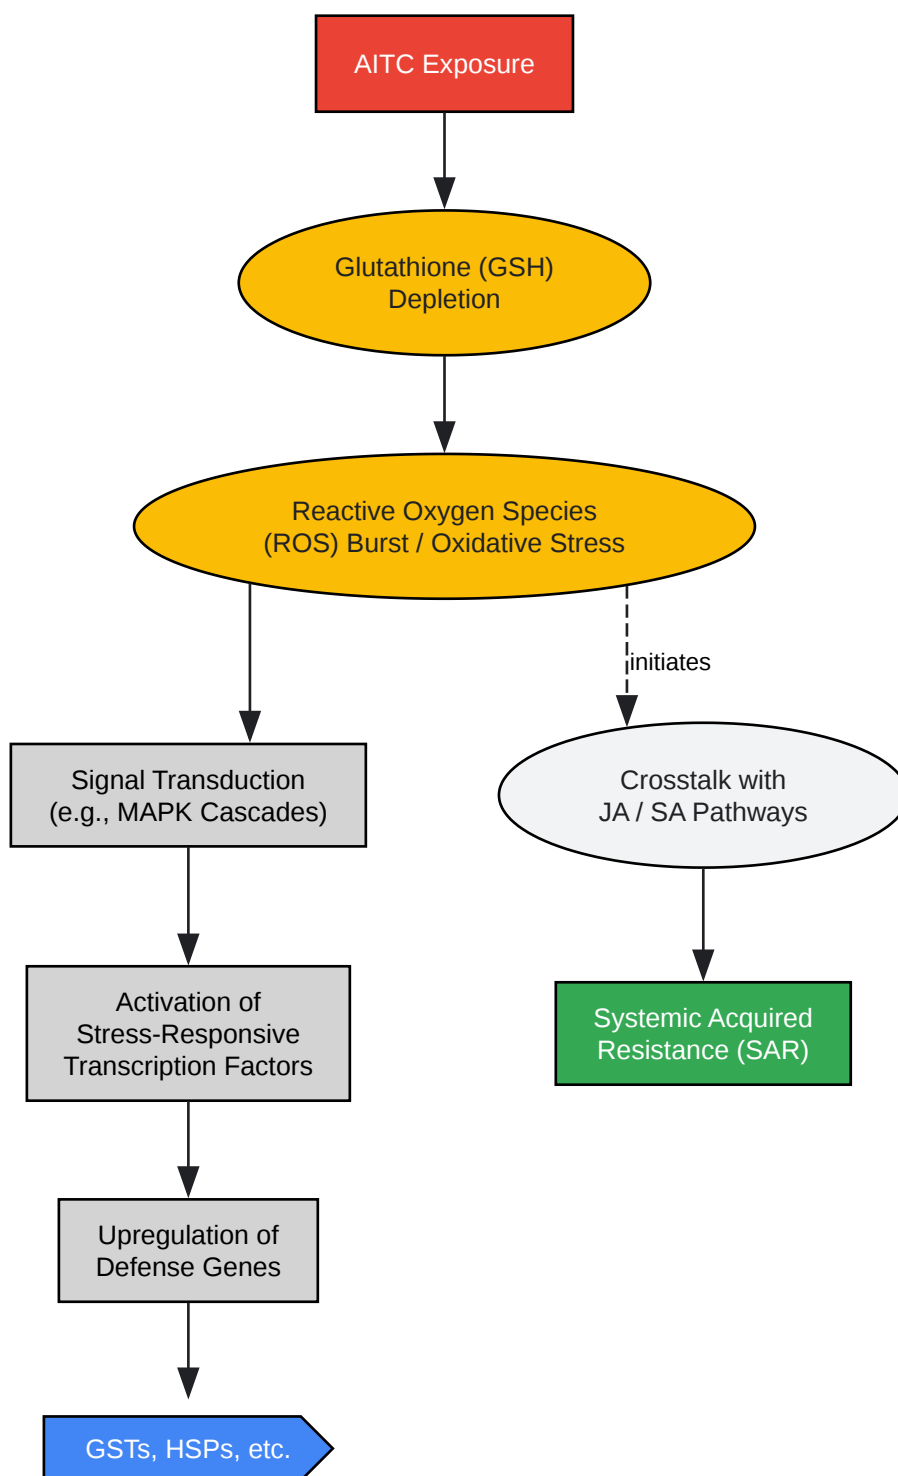 AITC Exposure
Glutathione (GSH)
Depletion
Reactive Oxygen Species
(ROS) Burst / Oxidative Stress
initiates
Signal Transduction
(e.g., MAPK Cascades)
Crosstalk with
JA / SA Pathways
Activation of
Stress-Responsive
Transcription Factors
Systemic Acquired
Resistance (SAR)
Upregulation of
Defense Genes
GSTs, HSPs, etc.